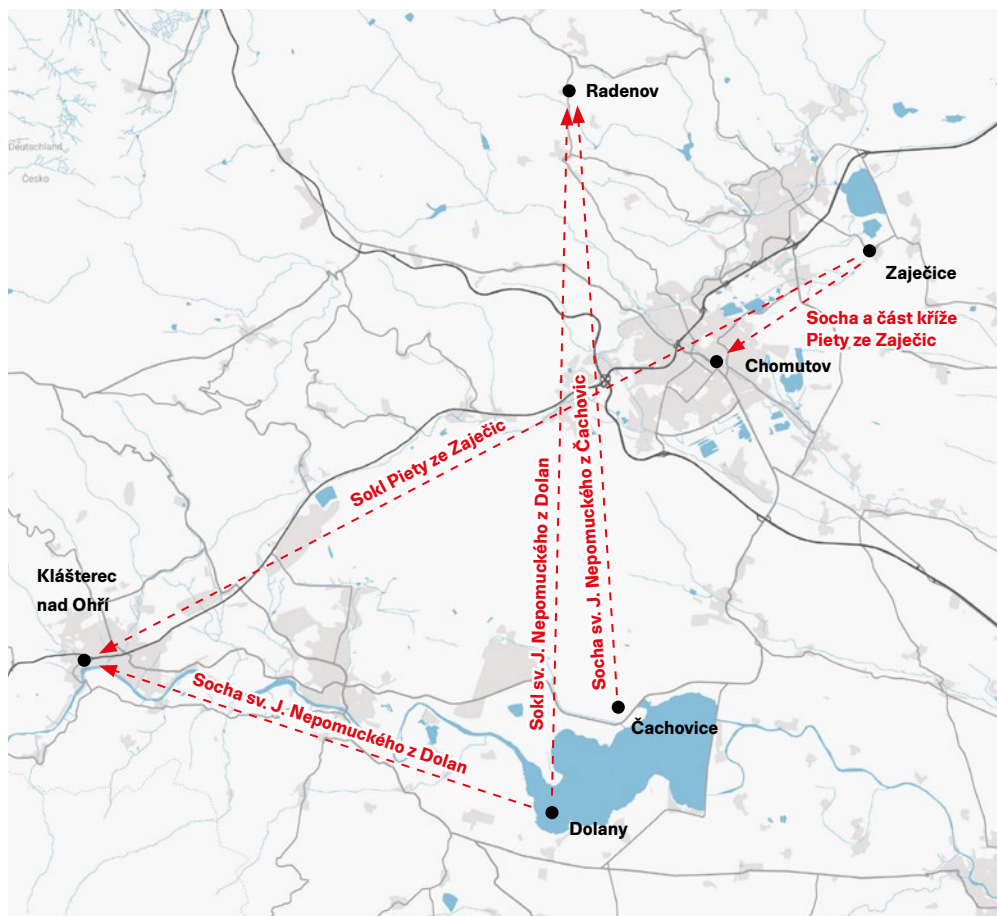 Radenov
Deutschland
Česko
Zaječice
Socha a část kříže
Piety ze Zaječic
Chomutov
Sokl Piety ze Zaječic
Sokl sv. J. Nepomuckého z Dolan
Socha sv. J. Nepomuckého z Čachovic
Klášterec
nad Ohří
Socha sv. J. Nepomuckého z Dolan
Čachovice
Dolany